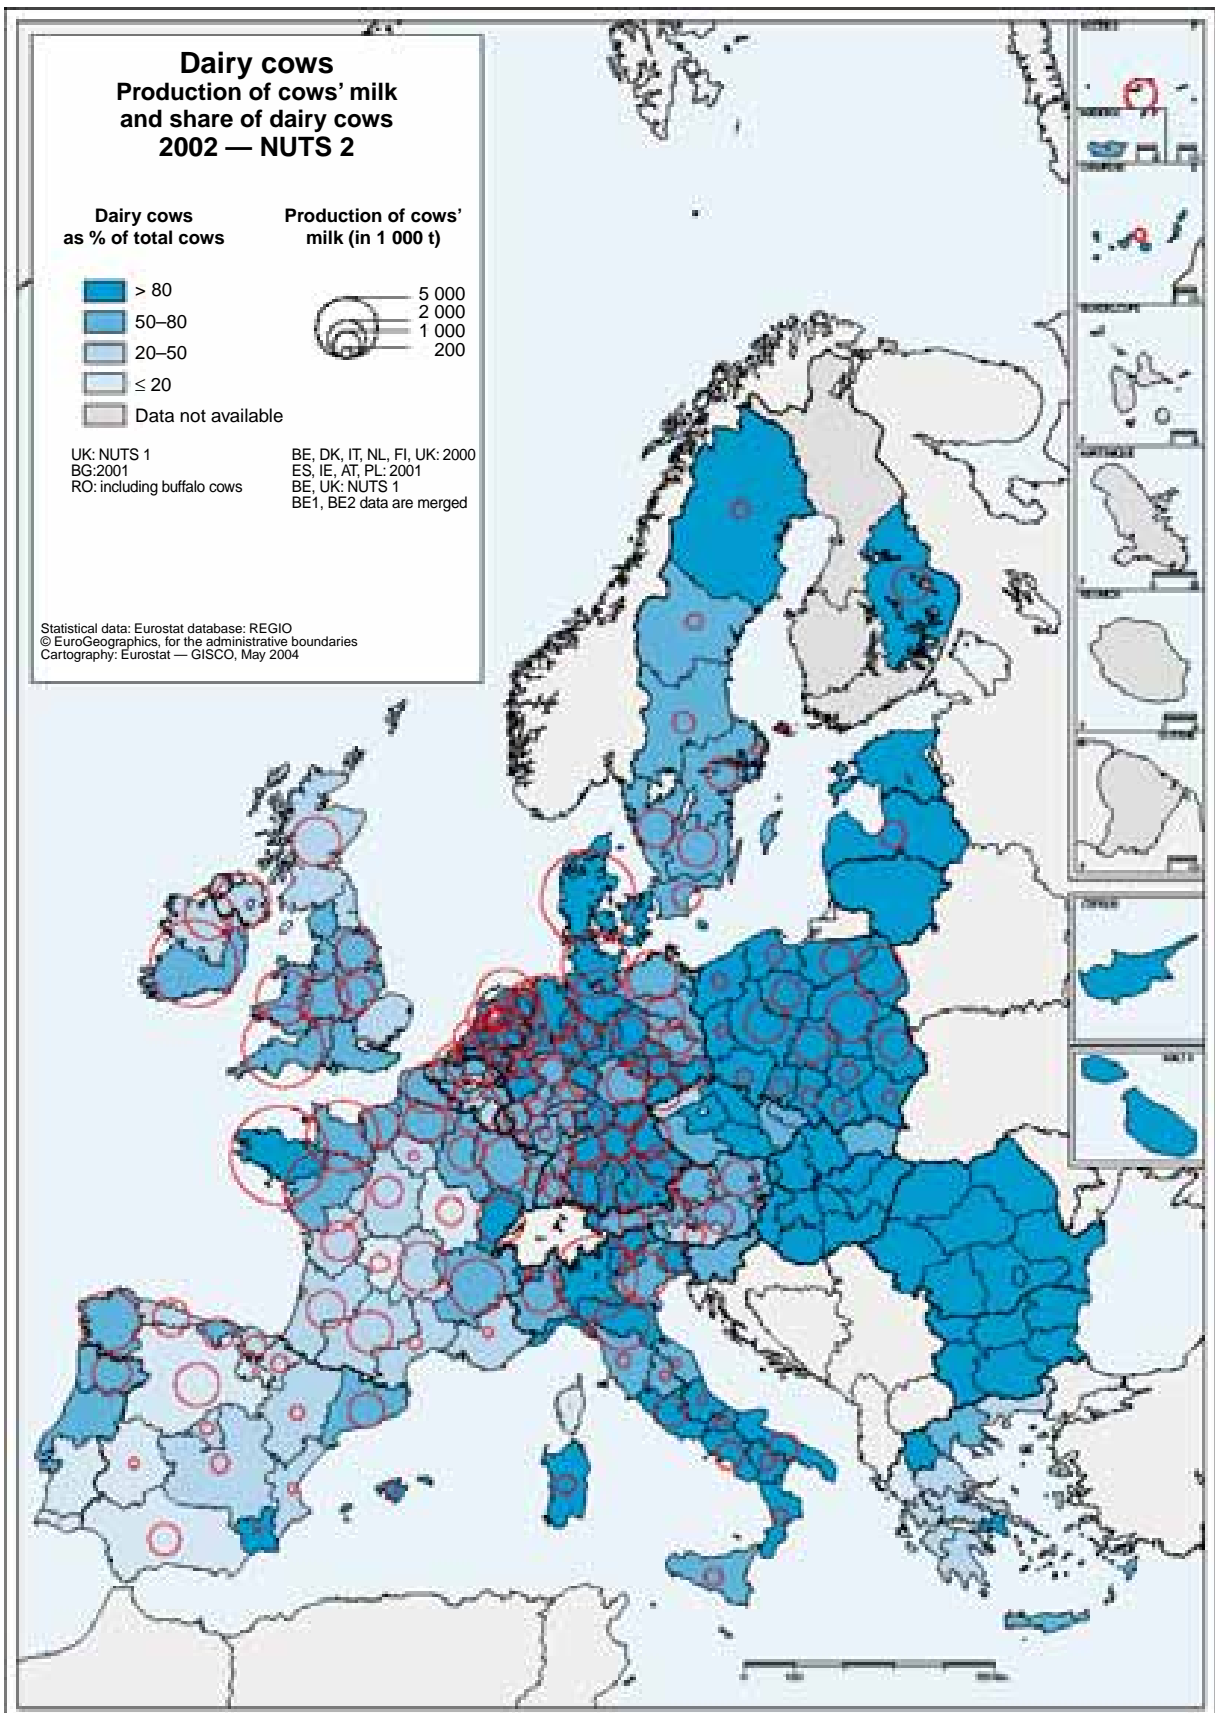 Dairy cows
Production of cows' milk
and share of dairy cows
2002 — NUTS 2
Dairy cows
as % of total cows
> 80
50–80
20–50
≤ 20
Data not available
Production of cows'
milk (in 1 000 t)
5 000
2 000
1 000
200
UK: NUTS 1
BG:2001
RO: including buffalo cows
BE, DK, IT, NL, FI, UK: 2000
ES, IE, AT, PL: 2001
BE, UK: NUTS 1
BE1, BE2 data are merged
Statistical data: Eurostat database: REGIO
© EuroGeographics, for the administrative boundaries
Cartography: Eurostat — GISCO, May 2004